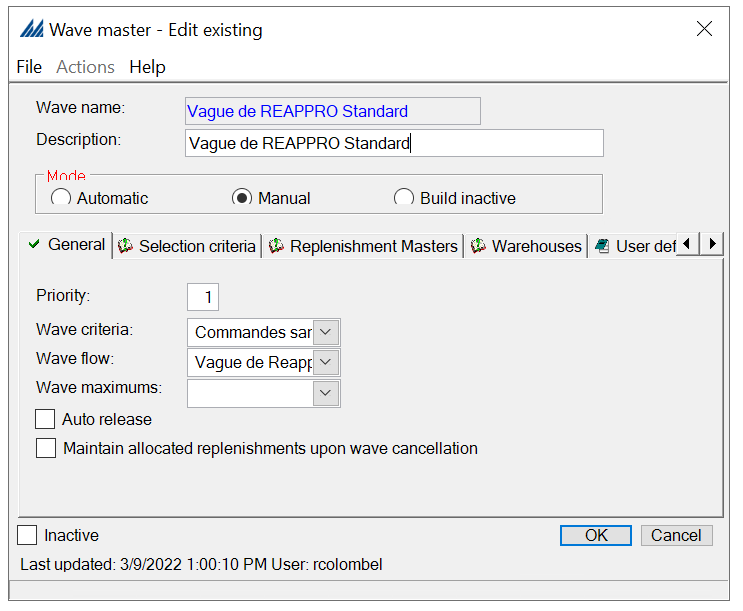 Wave master - Edit existing
File Actions Help
Wave name: Vague de REAPPRO Standard
Description: Vague de REAPPRO Standard
Mode
Automatic Manual Build inactive
General Selection criteria Replenishment Masters Warehouses User def
Priority: 1
Wave criteria: Commandes sar
Wave flow: Vague de Reapp
Wave maximums:
Auto release
Maintain allocated replenishments upon wave cancellation
Inactive OK Cancel
Last updated: 3/9/2022 1:00:10 PM User: rcolombel